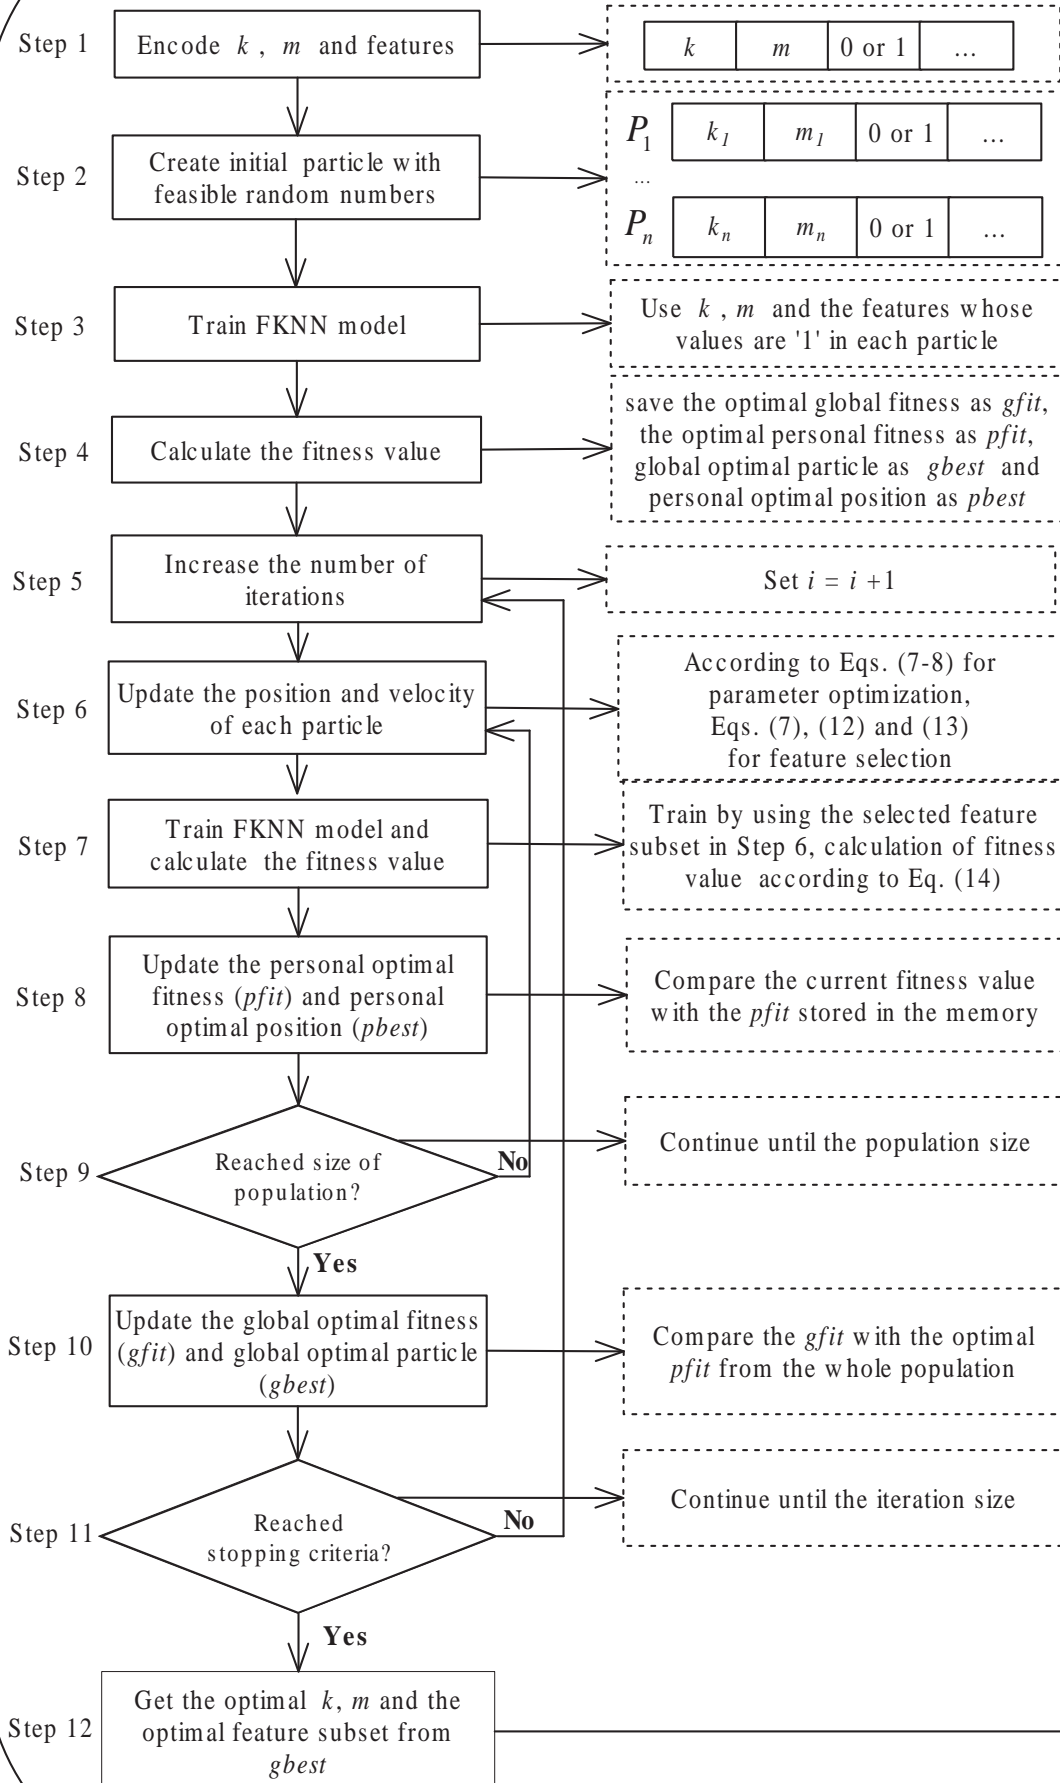 Step 1
Encode k , m and features
k m 0 or 1 ...
Step 2
Create initial particle with
feasible random numbers
P1 k1 m1 0 or 1 ...
...
Pn kn mn 0 or 1 ...
Step 3
Train FKNN model
Use k , m and the features whose
values are '1' in each particle
Step 4
Calculate the fitness value
save the optimal global fitness as gfit,
the optimal personal fitness as pfit,
global optimal particle as gbest and
personal optimal position as pbest
Step 5
Increase the number of
iterations
Set i = i +1
Step 6
Update the position and velocity
of each particle
According to Eqs. (7-8) for
parameter optimization,
Eqs. (7), (12) and (13)
for feature selection
Step 7
Train FKNN model and
calculate the fitness value
Train by using the selected feature
subset in Step 6, calculation of fitness
value according to Eq. (14)
Step 8
Update the personal optimal
fitness (pfit) and personal
optimal position (pbest)
Compare the current fitness value
with the pfit stored in the memory
Step 9
Reached size of
population?
No
Continue until the population size
Yes
Step 10
Update the global optimal fitness
(gfit) and global optimal particle
(gbest)
Compare the gfit with the optimal
pfit from the whole population
Step 11
Reached
stopping criteria?
No
Continue until the iteration size
Yes
Step 12
Get the optimal k, m and the
optimal feature subset from
gbest